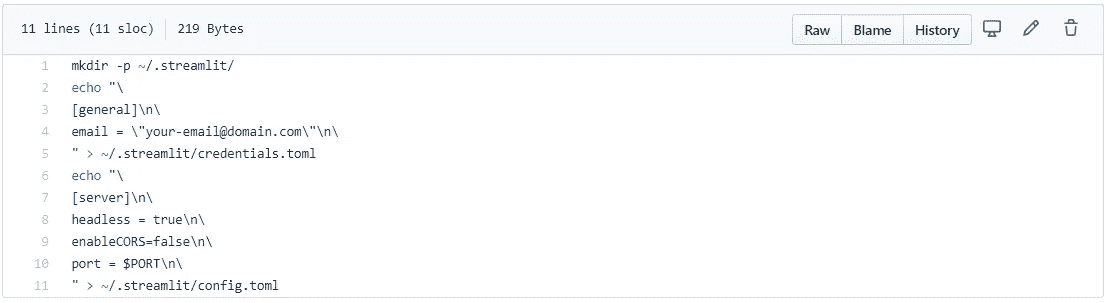 11 lines (11 sloc) 219 Bytes Raw Blame History
1 mkdir -p ~/.streamlit/
2 echo "\
3 [general]\n\
4 email = \"your-email@domain.com\"\n\
5 " > ~/.streamlit/credentials.toml
6 echo "\
7 [server]\n\
8 headless = true\n\
9 enableCORS=false\n\
10 port = $PORT\n\
11 " > ~/.streamlit/config.toml